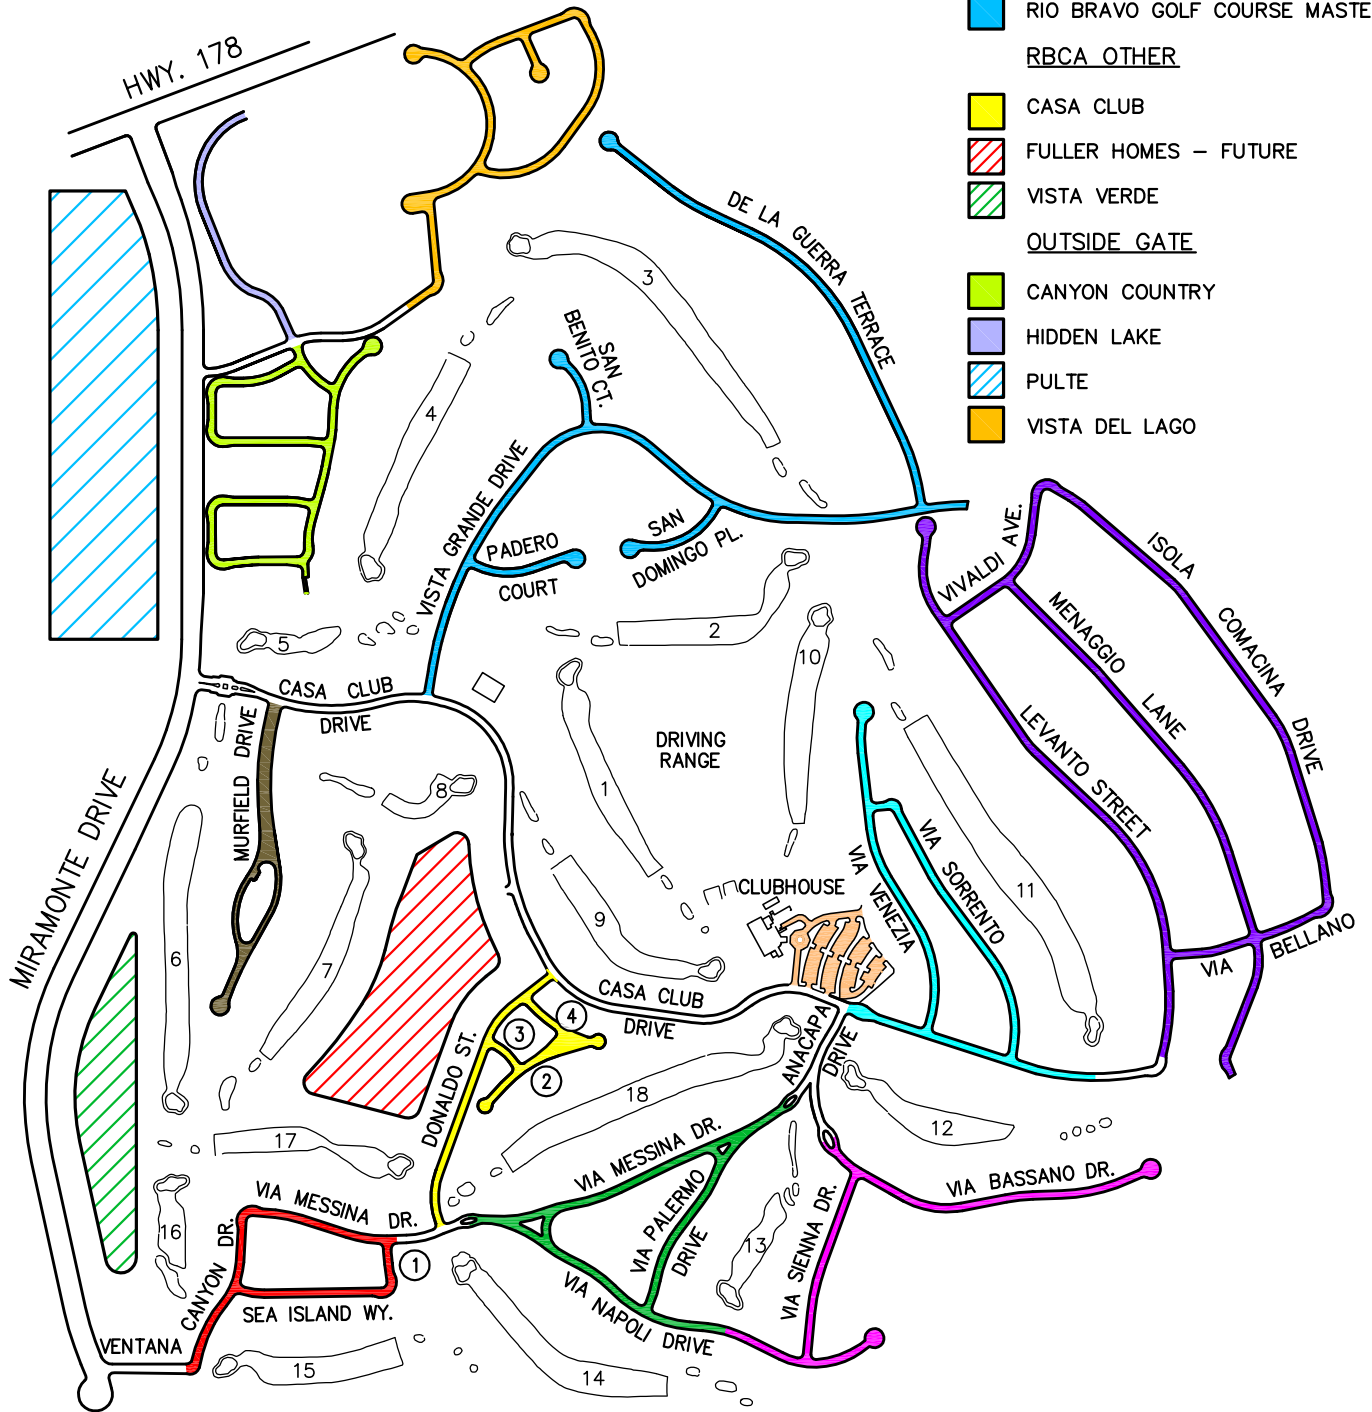 RIO BRAVO GOLF COURSE MASTE
RBCA OTHER
CASA CLUB
FULLER HOMES – FUTURE
VISTA VERDE
OUTSIDE GATE
CANYON COUNTRY
HIDDEN LAKE
PULTE
VISTA DEL LAGO
HWY. 178
DE LA GUERRA TERRACE
3
SAN
BENITO CT.
4
VISTA GRANDE DRIVE
PADERO
COURT
SAN
DOMINGO PL.
VIVALDI AVE.
ISOLA COMACINA DRIVE
MENAGGIO LANE
LEVANTO STREET
VIA BELLANO
5
2
10
CASA CLUB
DRIVE
MURFIELD DRIVE
MIRAMONTE DRIVE
DRIVING
RANGE
8
1
VIA SORRENTO
VIA VENEZIA
11
CLUBHOUSE
9
6
7
CASA CLUB
DRIVE
4
3
2
DONALDO ST.
ANACAPA
DRIVE
18
12
17
VIA MESSINA DR.
VIA BASSANO DR.
VIA PALERMO
DRIVE
VIA SIENNA DR.
13
VIA MESSINA DR.
1
16
CANYON DR.
VENTANA
SEA ISLAND WY.
VIA NAPOLI DRIVE
15
14